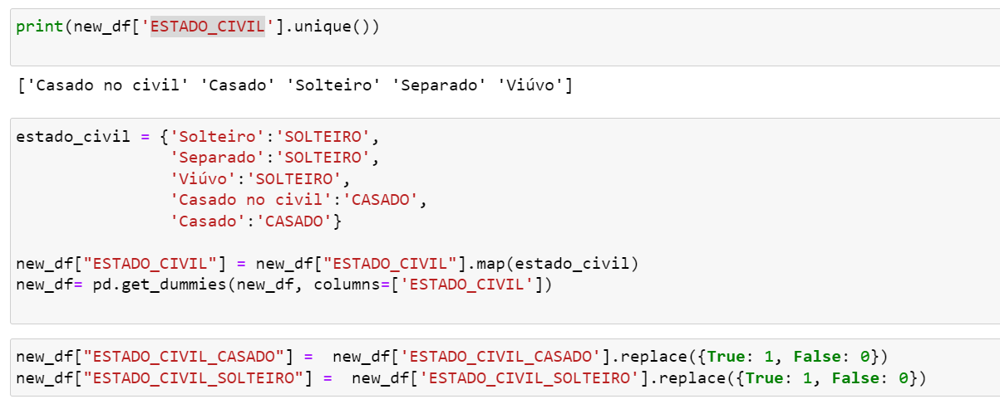 print(new_df['ESTADO_CIVIL'].unique())
['Casado no civil' 'Casado' 'Solteiro' 'Separado' 'Viúvo']
estado_civil = {'Solteiro':'SOLTEIRO',
'Separado':'SOLTEIRO',
'Viúvo':'SOLTEIRO',
'Casado no civil':'CASADO',
'Casado':'CASADO'}
new_df["ESTADO_CIVIL"] = new_df["ESTADO_CIVIL"].map(estado_civil)
new_df= pd.get_dummies(new_df, columns=['ESTADO_CIVIL'])
new_df["ESTADO_CIVIL_CASADO"] =  new_df['ESTADO_CIVIL_CASADO'].replace({True: 1, False: 0})
new_df["ESTADO_CIVIL_SOLTEIRO"] =  new_df['ESTADO_CIVIL_SOLTEIRO'].replace({True: 1, False: 0})